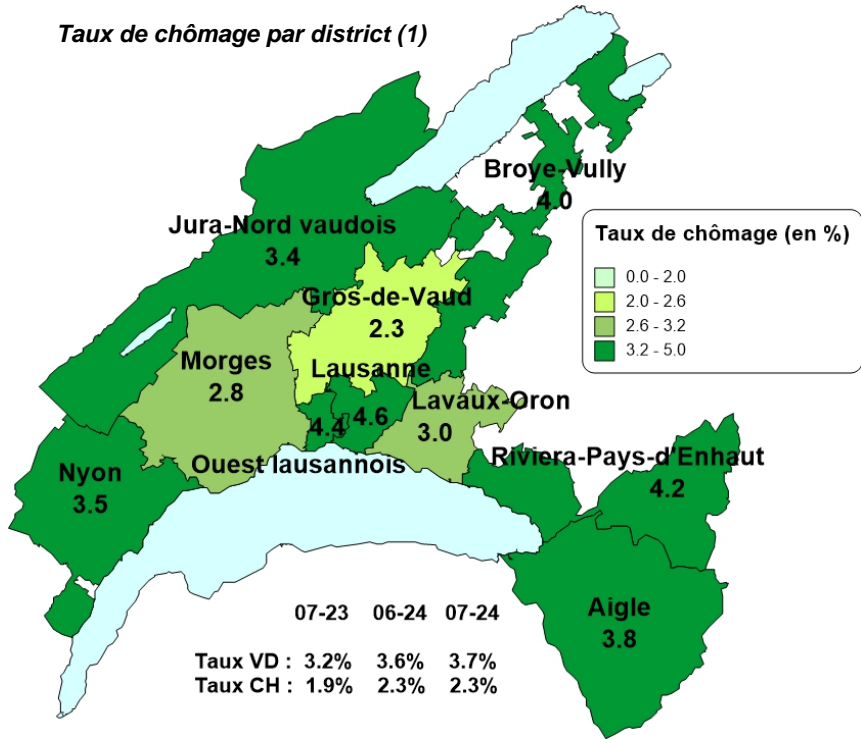 Taux de chômage par district (1)
Broye-Vully
4.0
Jura-Nord vaudois
3.4
Taux de chômage (en %)
0.0 - 2.0
2.0 - 2.6
2.6 - 3.2
3.2 - 5.0
Gros-de-Vaud
2.3
Morges
2.8
Lausanne
4.6
4.4
Ouest lausannois
Lavaux-Oron
3.0
Nyon
3.5
Riviera-Pays-d'Enhaut
4.2
Aigle
3.8
07-23 06-24 07-24
Taux VD : 3.2% 3.6% 3.7%
Taux CH : 1.9% 2.3% 2.3%